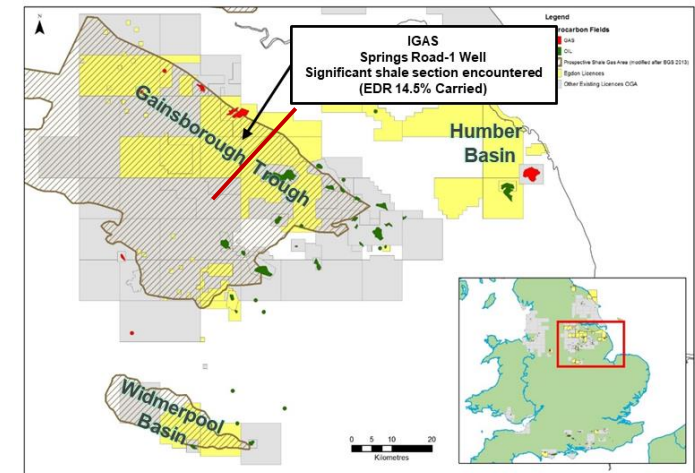 N
IGAS
Springs Road-1 Well
Significant shale section encountered
(EDR 14.5% Carried)
Legend
rocarbon Fields
GAS
OIL
Prospective Shale Gas Area (modified after BGS 2013)
Egdon Licences
Other Existing Licences OGA
Gainsborough Trough
Humber
Basin
Widmerpool
Basin
0 5 10 20
Kilometres